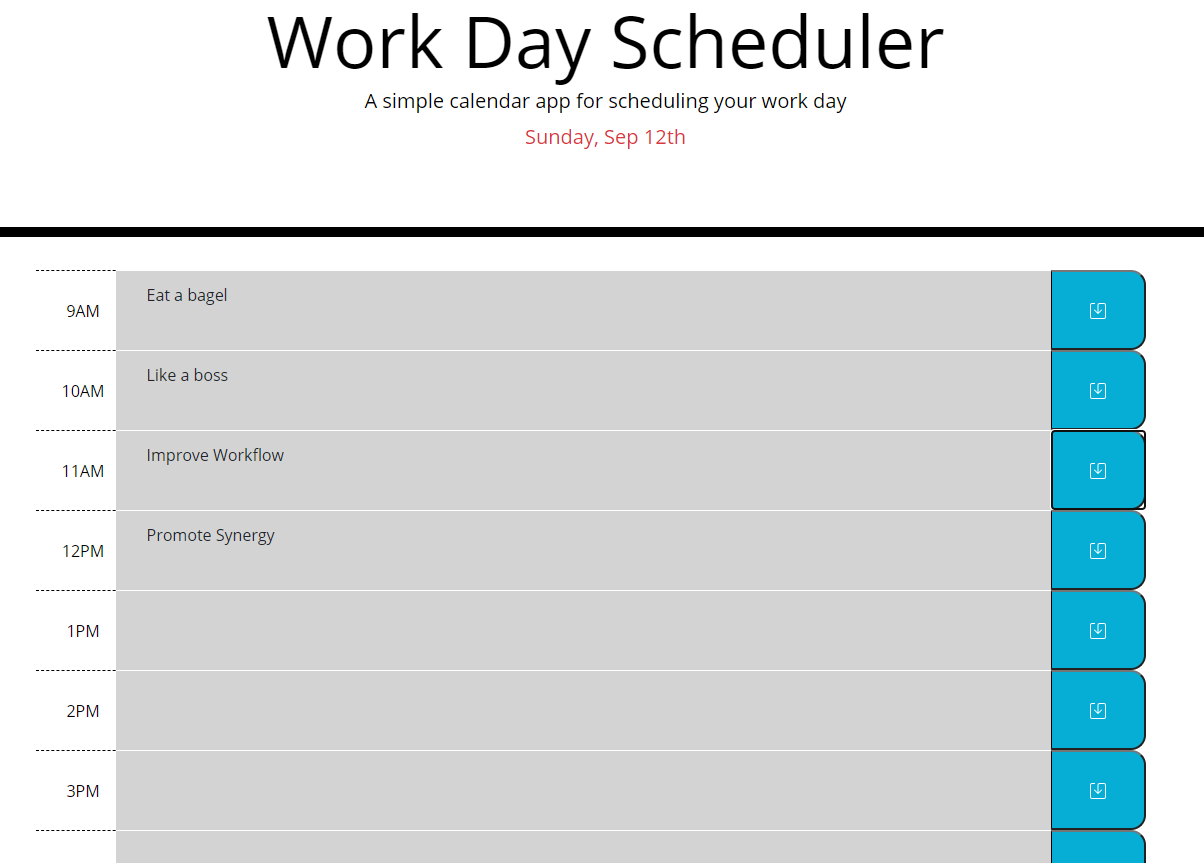 Work Day Scheduler
A simple calendar app for scheduling your work day
Sunday, Sep 12th
9AM
Eat a bagel
10AM
Like a boss
11AM
Improve Workflow
12PM
Promote Synergy
1PM
2PM
3PM